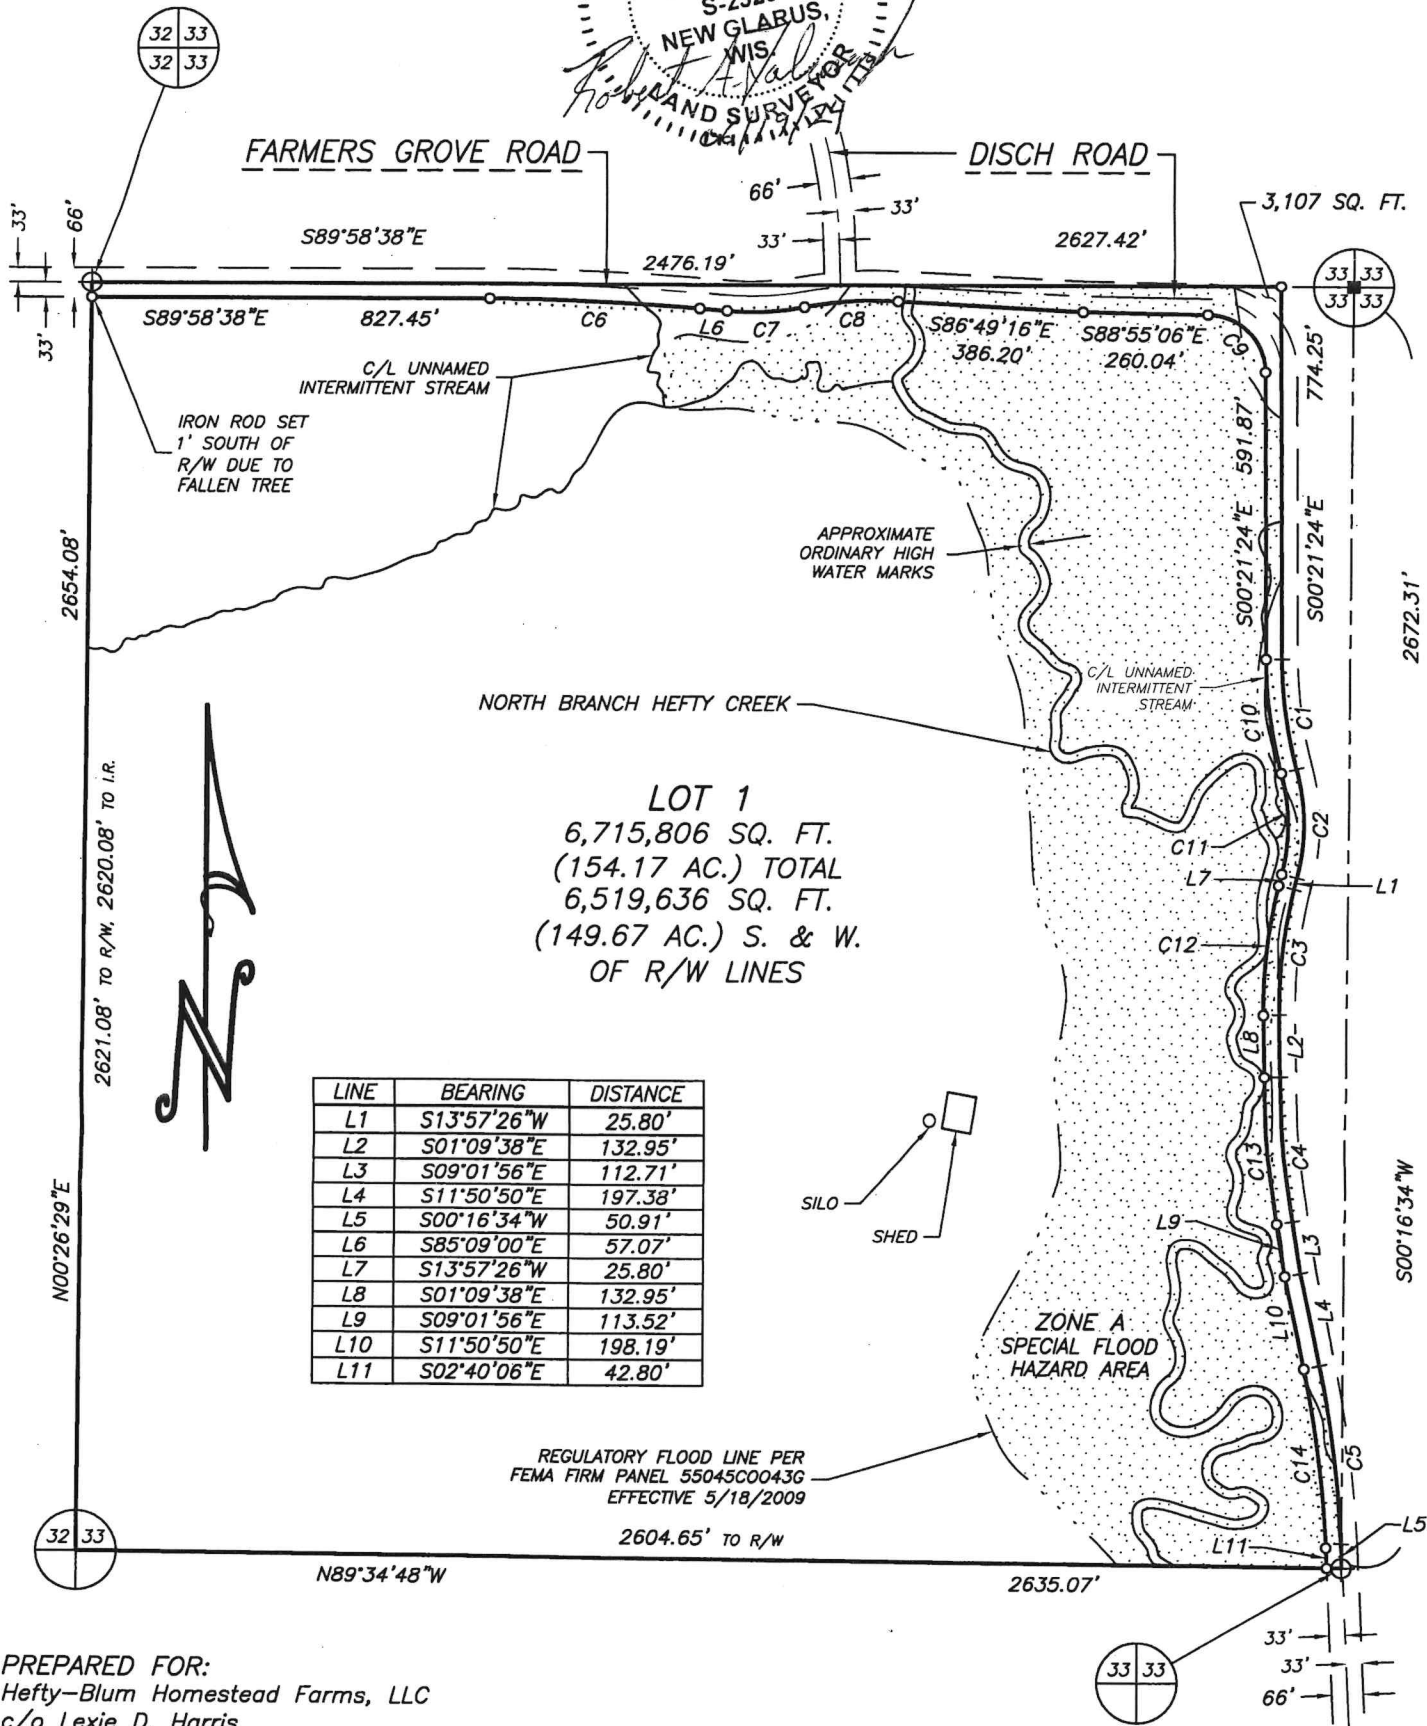 32 33
32 33
NEW GLARUS,
WIS.
LAND SURVEYOR
FARMERS GROVE ROAD
DISCH ROAD
66'
33'
33'
3,107 SQ. FT.
33'
66'
33'
S89°58'38"E
2476.19'
2627.42'
33 33
33 33
S89°58'38"E
827.45'
C6
L6
C7
C8
S86°49'16"E
386.20'
S88°55'06"E
260.04'
C9
774.25'
C/L UNNAMED
INTERMITTENT STREAM
IRON ROD SET
1' SOUTH OF
R/W DUE TO
FALLEN TREE
591.87'
S00°21'24"E
S00°21'24"E
APPROXIMATE
ORDINARY HIGH
WATER MARKS
2654.08'
2672.31'
C/L UNNAMED
INTERMITTENT
STREAM
NORTH BRANCH HEFTY CREEK
C10
C1
LOT 1
6,715,806 SQ. FT.
(154.17 AC.) TOTAL
6,519,636 SQ. FT.
(149.67 AC.) S. & W.
OF R/W LINES
2621.08' TO R/W, 2620.08' TO I.R.
N
C11
C2
L7
L1
C12
C3
L8
L2
LINE BEARING DISTANCE
L1 S13°57'26"W 25.80'
L2 S01°09'38"E 132.95'
L3 S09°01'56"E 112.71'
L4 S11°50'50"E 197.38'
L5 S00°16'34"W 50.91'
L6 S85°09'00"E 57.07'
L7 S13°57'26"W 25.80'
L8 S01°09'38"E 132.95'
L9 S09°01'56"E 113.52'
L10 S11°50'50"E 198.19'
L11 S02°40'06"E 42.80'
SILO
SHED
C13
C4
L9
L3
N00°26'29"E
S00°16'34"W
L10
L4
ZONE A
SPECIAL FLOOD
HAZARD AREA
REGULATORY FLOOD LINE PER
FEMA FIRM PANEL 55045C0043G
EFFECTIVE 5/18/2009
C14
C5
32 33
2604.65' TO R/W
L11
L5
N89°34'48"W
2635.07'
33 33
33'
33'
66'
PREPARED FOR:
Hefty-Blum Homestead Farms, LLC
c/o Lexie D. Harris